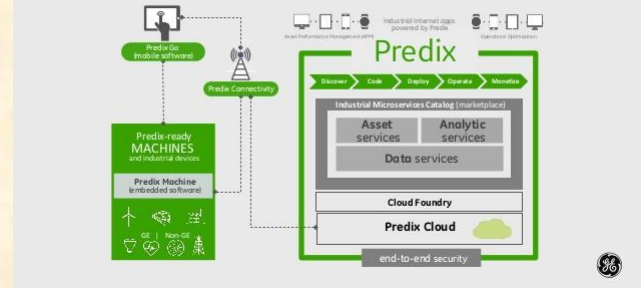 Predix Go
(mobile software)
Predix Connectivity
Predix-ready
MACHINES
and industrial devices
Predix Machine
(embedded software)
GE | Non-GE
Industrial Internet apps
powered by Predix
Asset Performance Management (APM)
Operations Optimization
Predix
Discover
Code
Deploy
Operate
Monetize
Industrial Microservices Catalog (marketplace)
Asset
services
Analytic
services
Data services
Cloud Foundry
Predix Cloud
end-to-end security